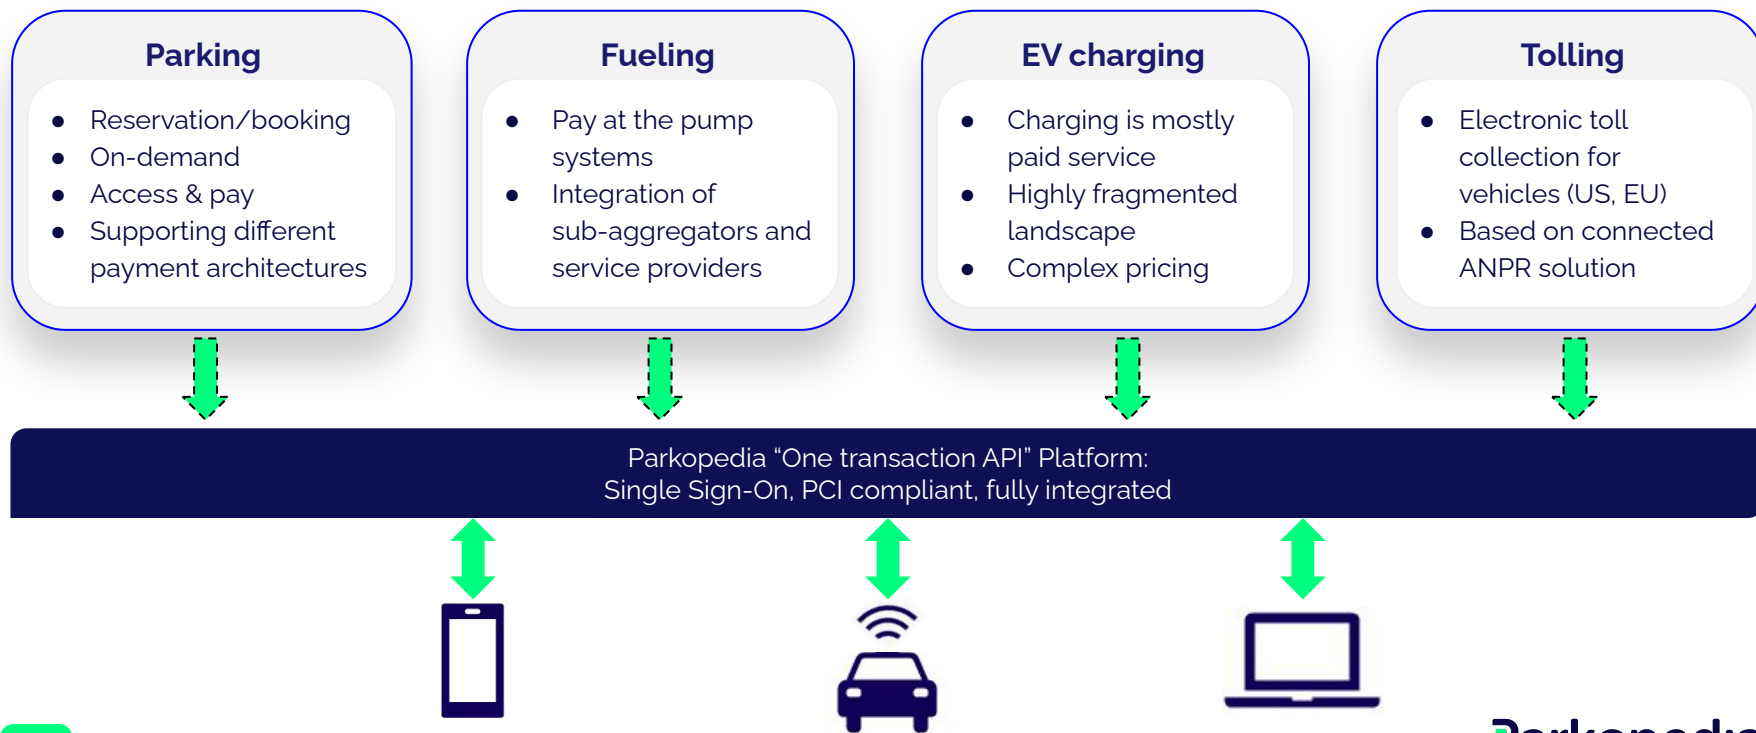 Parking
● Reservation/booking
● On-demand
● Access & pay
● Supporting different
payment architectures
Fueling
● Pay at the pump
systems
● Integration of
sub-aggregators and
service providers
EV charging
● Charging is mostly
paid service
● Highly fragmented
landscape
● Complex pricing
Tolling
● Electronic toll
collection for
vehicles (US, EU)
● Based on connected
ANPR solution
Parkopedia “One transaction API” Platform:
Single Sign-On, PCI compliant, fully integrated
Parkopedia